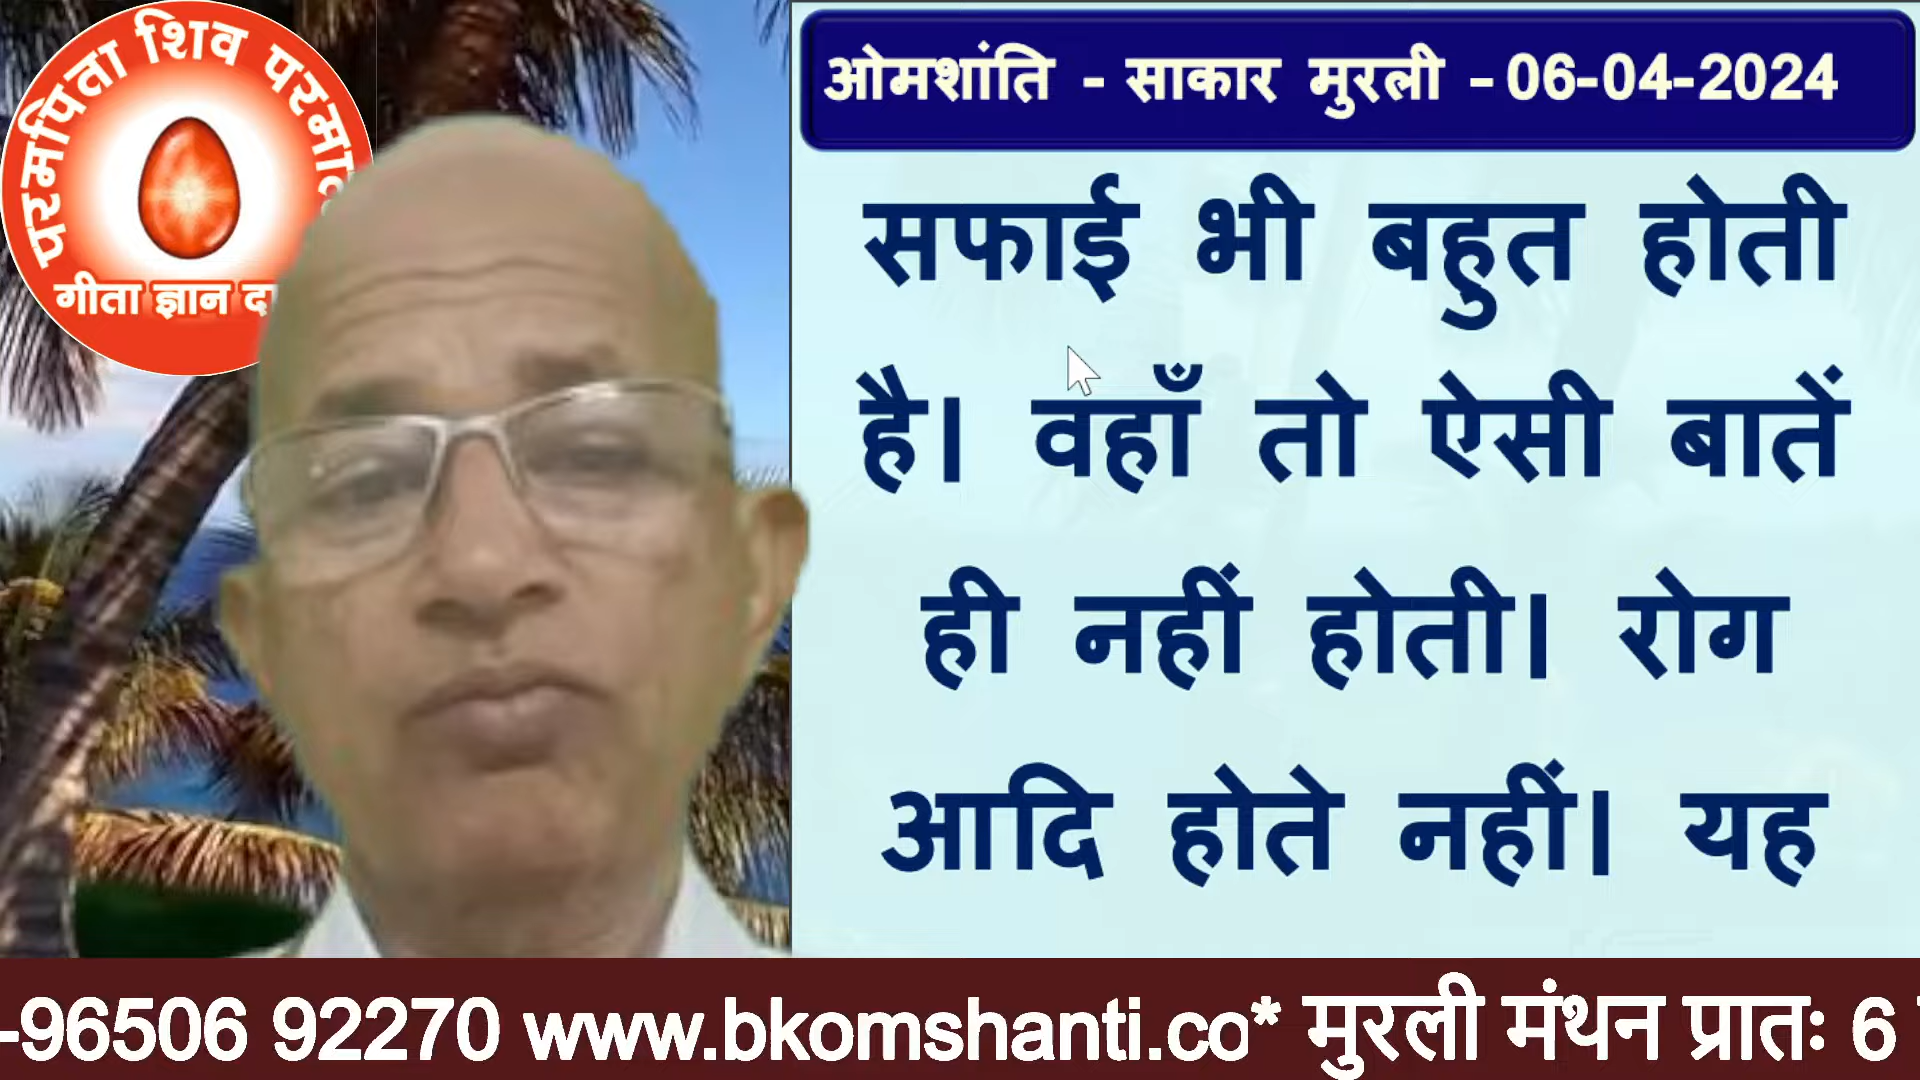 परमपिता शिव
गीता ज्ञान
ओमशांति - साकार मुरली - 06-04-2024
सफाई भी बहुत होती
है। वहाँ तो ऐसी बातें
ही नहीं होती। रोग
आदि होते नहीं। यह
-96506 92270 www.bkomshanti.co* मुरली मंथन प्रातः 6